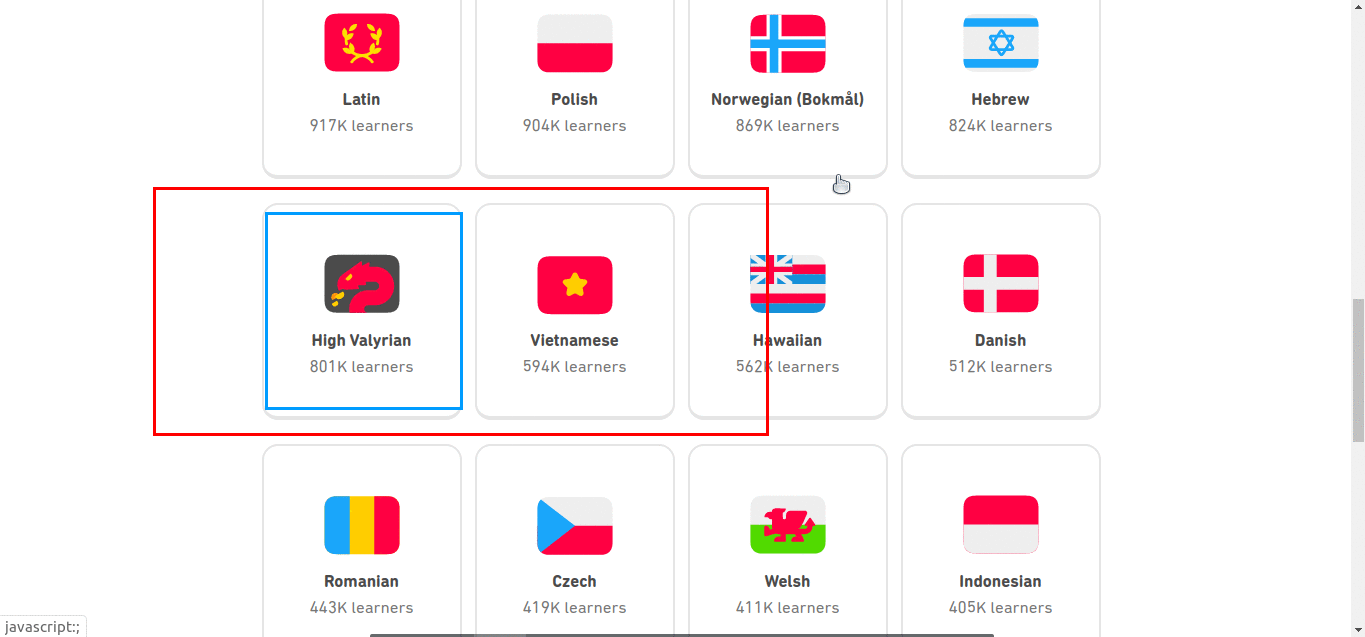 Latin
917K learners
Polish
904K learners
Norwegian (Bokmål)
869K learners
Hebrew
824K learners
High Valyrian
801K learners
Vietnamese
594K learners
Hawaiian
562K learners
Danish
512K learners
Romanian
443K learners
Czech
419K learners
Welsh
411K learners
Indonesian
405K learners
javascript:;